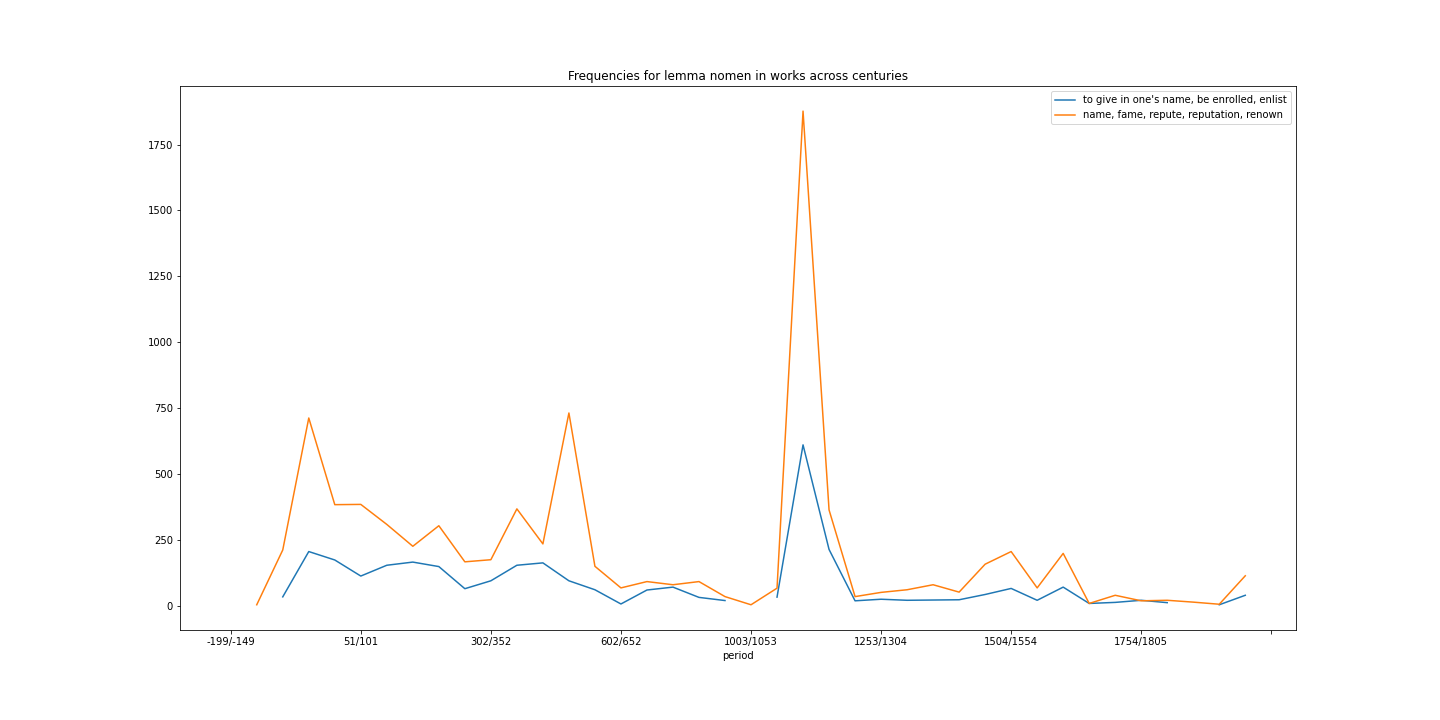 Frequencies for lemma nomen in works across centuries
to give in one's name, be enrolled, enlist
name, fame, repute, reputation, renown
1750
1500
1250
1000
750
500
250
0
-199/-149 51/101 302/352 602/652 1003/1053 1253/1304 1504/1554 1754/1805
period